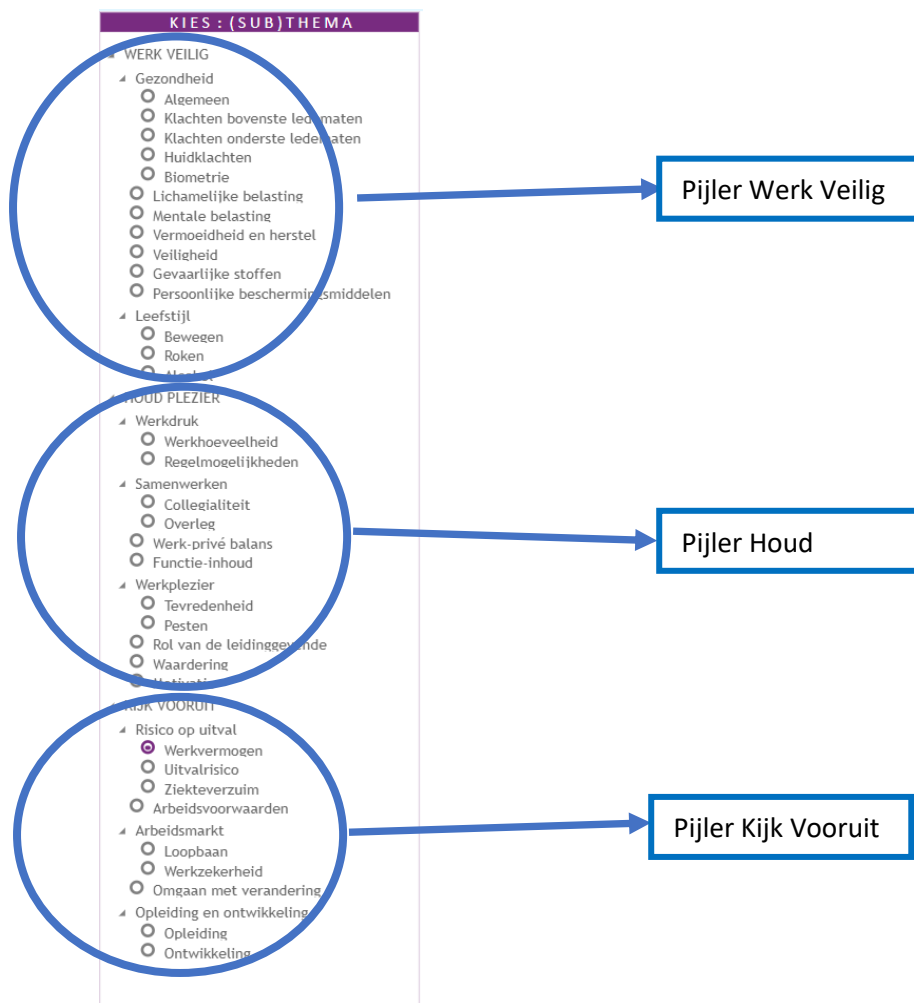 KIES : (SUB)THEMA
WERK VEILIG
Gezondheid
Algemeen
Klachten bovenste ledematen
Klachten onderste ledematen
Huidklachten
Biometrie
Lichamelijke belasting
Mentale belasting
Vermoeidheid en herstel
Veiligheid
Gevaarlijke stoffen
Persoonlijke beschermingsmiddelen
Leefstijl
Bewegen
Roken
Alcohol
HOUD PLEZIER
Werkdruk
Werkhoeveelheid
Regelmogelijkheden
Samenwerken
Collegialiteit
Overleg
Werk-privé balans
Functie-inhoud
Werkplezier
Tevredenheid
Pesten
Rol van de leidinggevende
Waardering
KIJK VOORUIT
Risico op uitval
Werkvermogen
Uitvalrisico
Ziekteverzuim
Arbeidsvoorwaarden
Arbeidsmarkt
Loopbaan
Werkzekerheid
Omgaan met verandering
Opleiding en ontwikkeling
Opleiding
Ontwikkeling
Pijler Werk Veilig
Pijler Houd
Pijler Kijk Vooruit